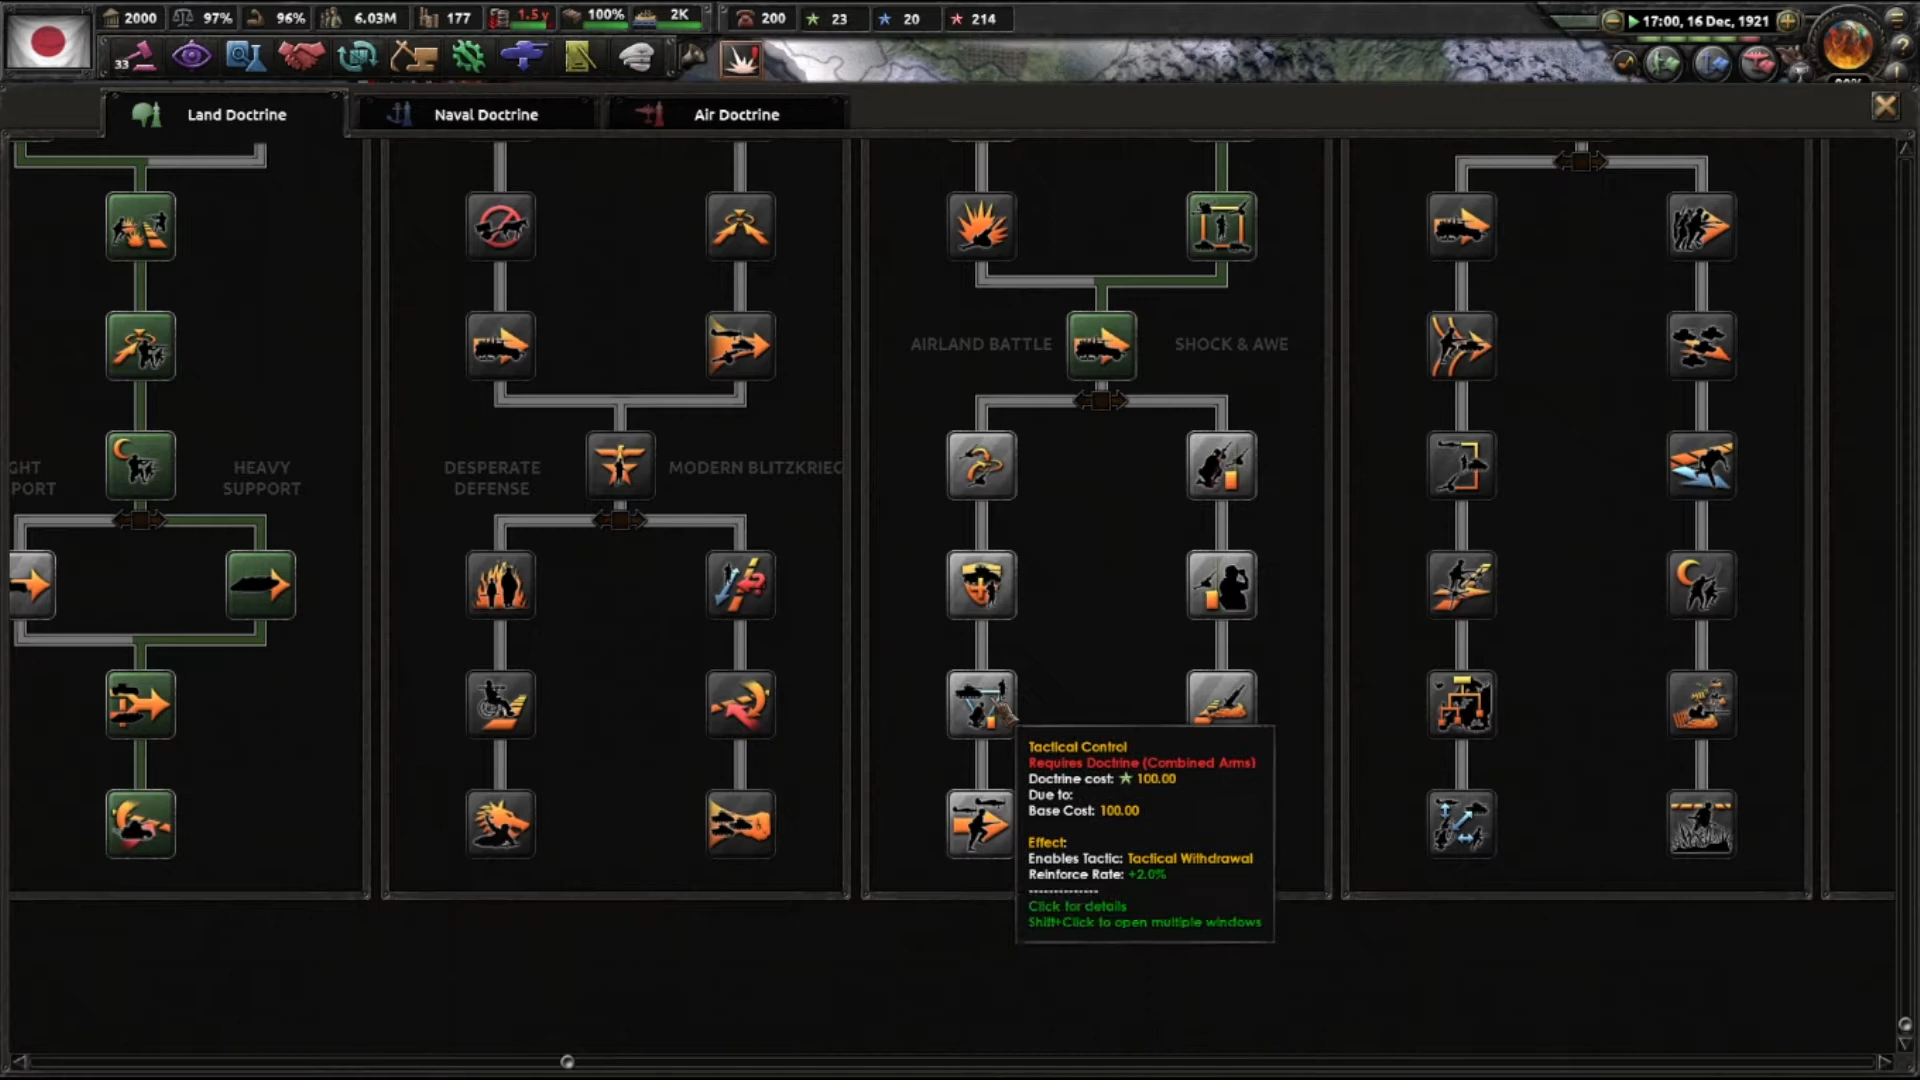 2000
97%
96%
6.03M
177
1.5y
100%
2K
200
23
20
214
17:00, 16 Dec, 1921
33
Land Doctrine
Naval Doctrine
Air Doctrine
AIRLAND BATTLE
SHOCK & AWE
GHT
PORT
HEAVY
SUPPORT
DESPERATE
DEFENSE
MODERN BLITZKRIEG
Tactical Control
Requires Doctrine (Combined Arms)
Doctrine cost: 100.00
Due to:
Base Cost: 100.00
Effect:
Enables Tactic: Tactical Withdrawal
Reinforce Rate: +2.0%
--------------
Click for details
Shift+Click to open multiple windows